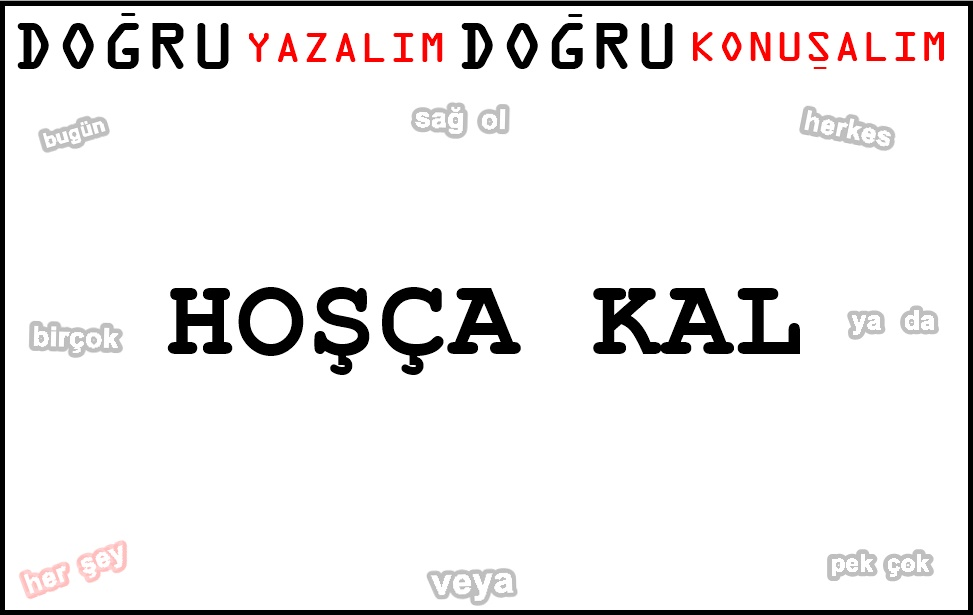 DOĞRU YAZALIM DOĞRU KONUŞALIM
bugün
sağ ol
herkes
birçok
HOŞÇA KAL
ya da
her şey
veya
pek çok